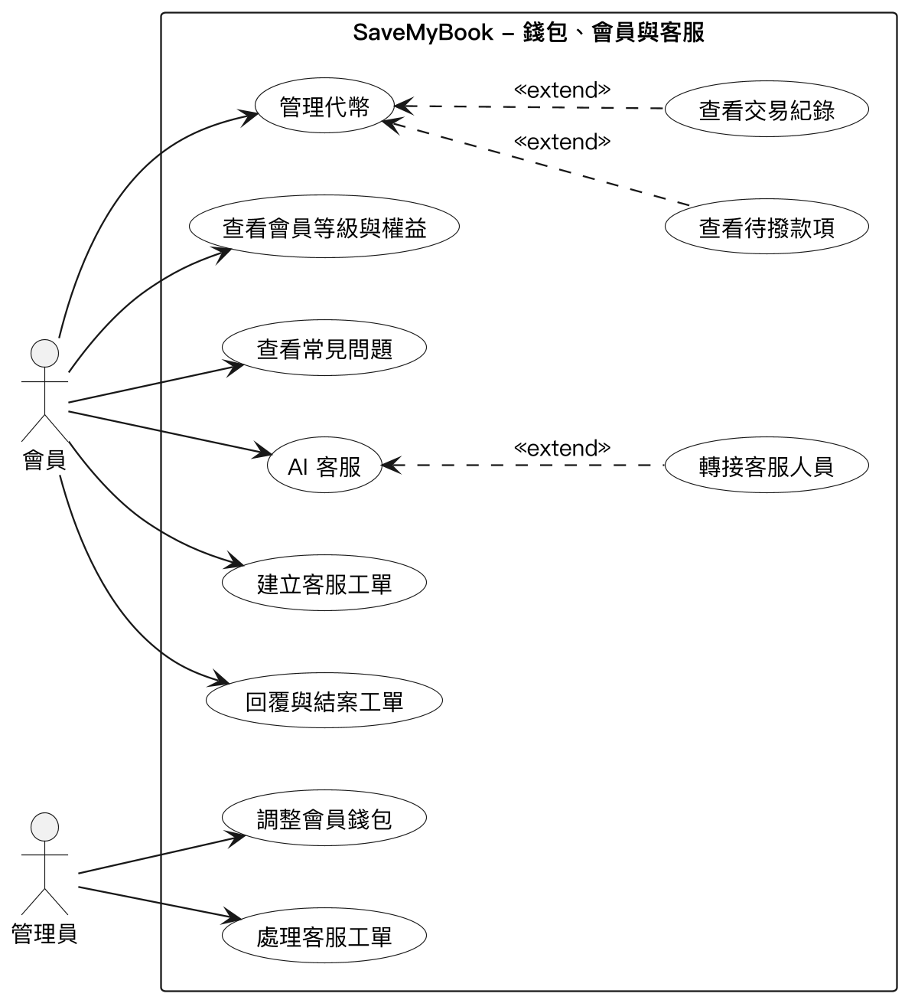 SaveMyBook – 錢包、會員與客服
管理代幣
«extend»
查看交易紀錄
«extend»
查看會員等級與權益
查看待撥款項
查看常見問題
會員
AI 客服
«extend»
轉接客服人員
建立客服工單
回覆與結案工單
調整會員錢包
管理員
處理客服工單